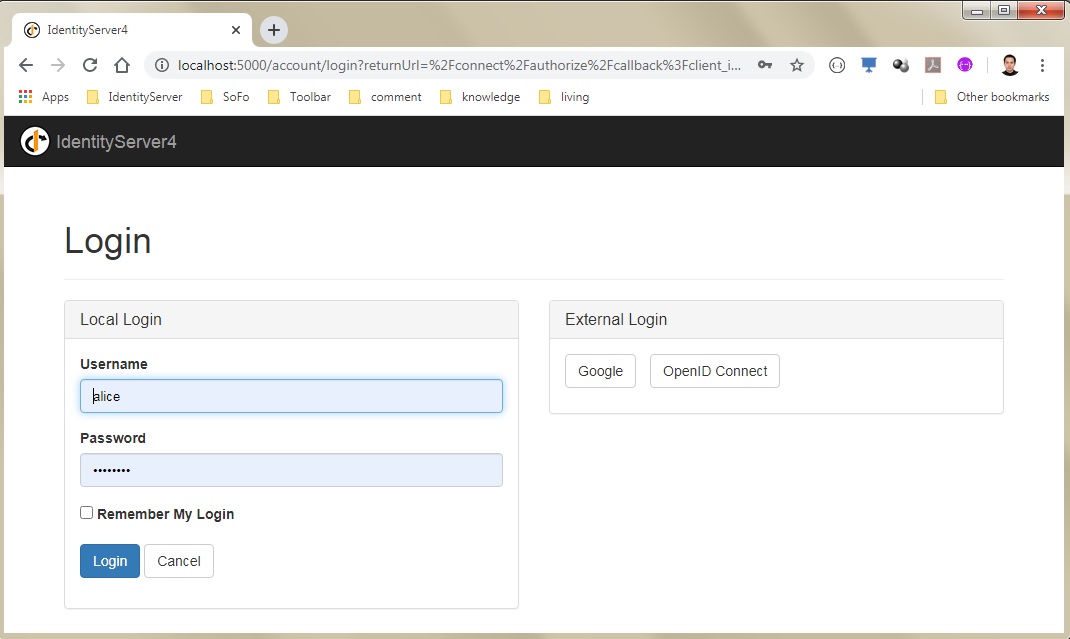 IdentityServer4
localhost:5000/account/login?returnUrl=%2Fconnect%2Fauthorize%2Fcallback%3Fclient_i...
Apps IdentityServer SoFo Toolbar comment knowledge living Other bookmarks
IdentityServer4
Login
Local Login
Username
alice
Password
••••••••
Remember My Login
Login Cancel
External Login
Google OpenID Connect